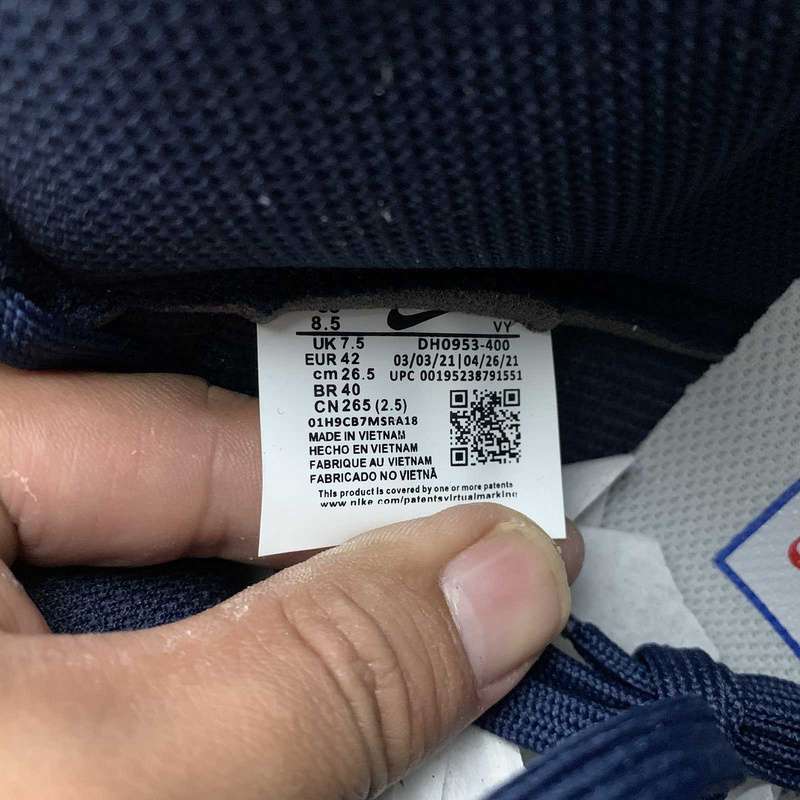 8.5 VY
UK 7.5 DH0953-400
EUR 42 03/03/21|04/26/21
cm 26.5 UPC 00195238791551
BR 40
CN 265 (2.5)
01H9CB7MSRA18
MADE IN VIETNAM
HECHO EN VIETNAM
FABRIQUE AU VIETNAM
FABRICADO NO VIETNÃ
This product is covered by one or more patents
www.nike.com/patentsvirtualmarking